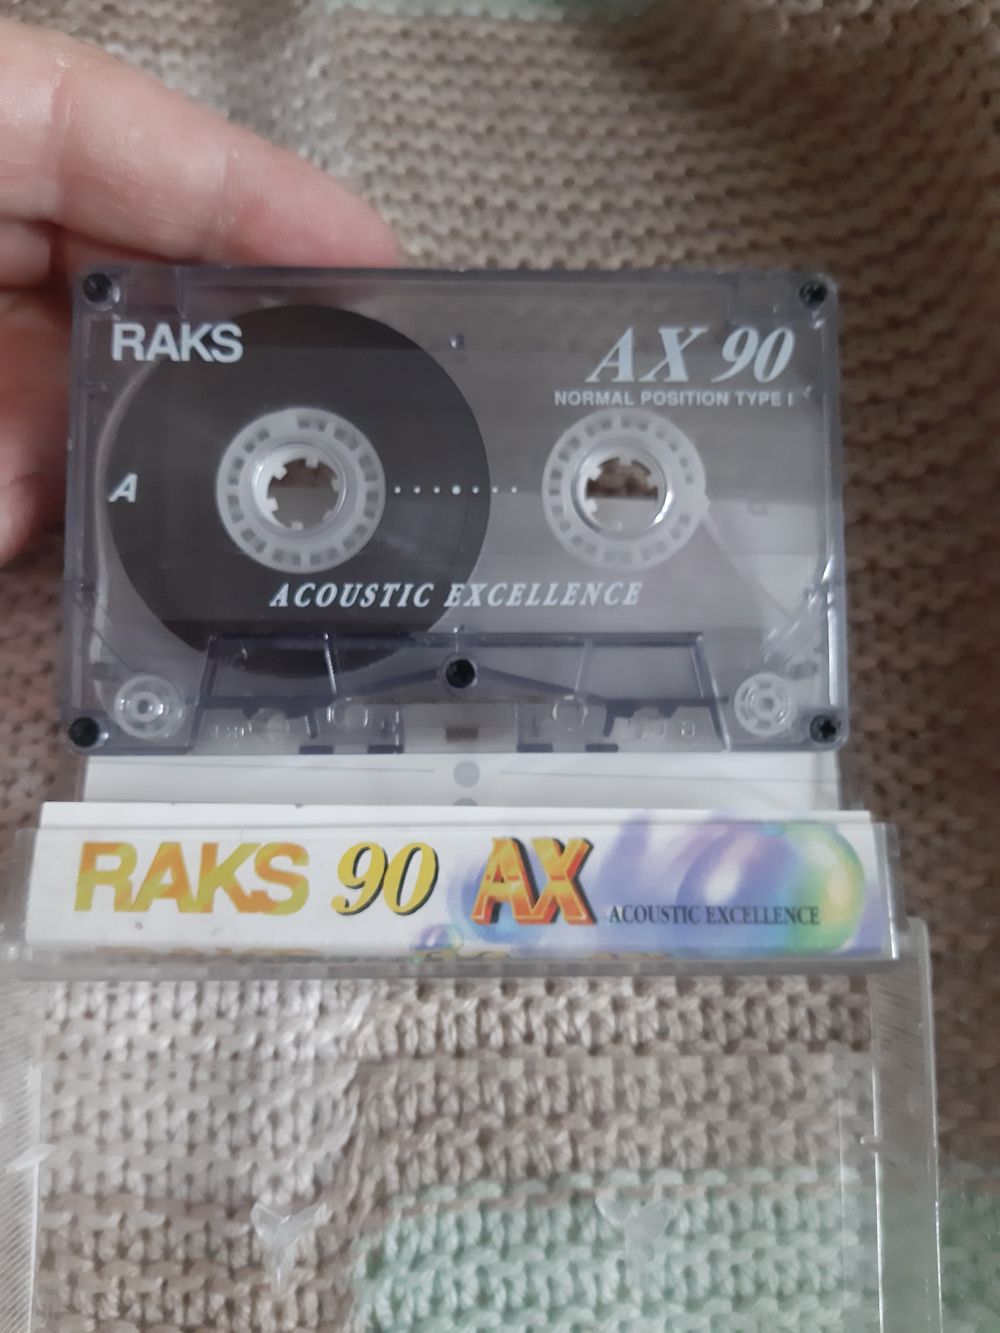 RAKS
AX 90
NORMAL POSITION TYPE I
A
ACOUSTIC EXCELLENCE
RAKS 90 AX ACOUSTIC EXCELLENCE